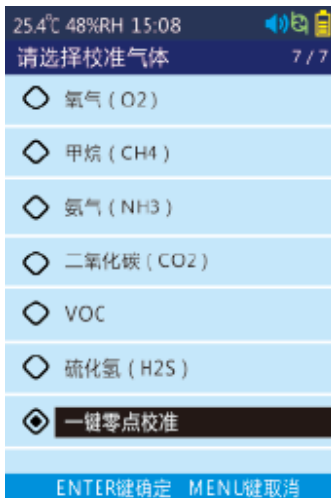 25.4℃ 48%RH 15:08
请选择校准气体 7/7
氧气(O2)
甲烷(CH4)
氨气(NH3)
二氧化碳(CO2)
VOC
硫化氢(H2S)
一键零点校准
ENTER键确定 MENU键取消